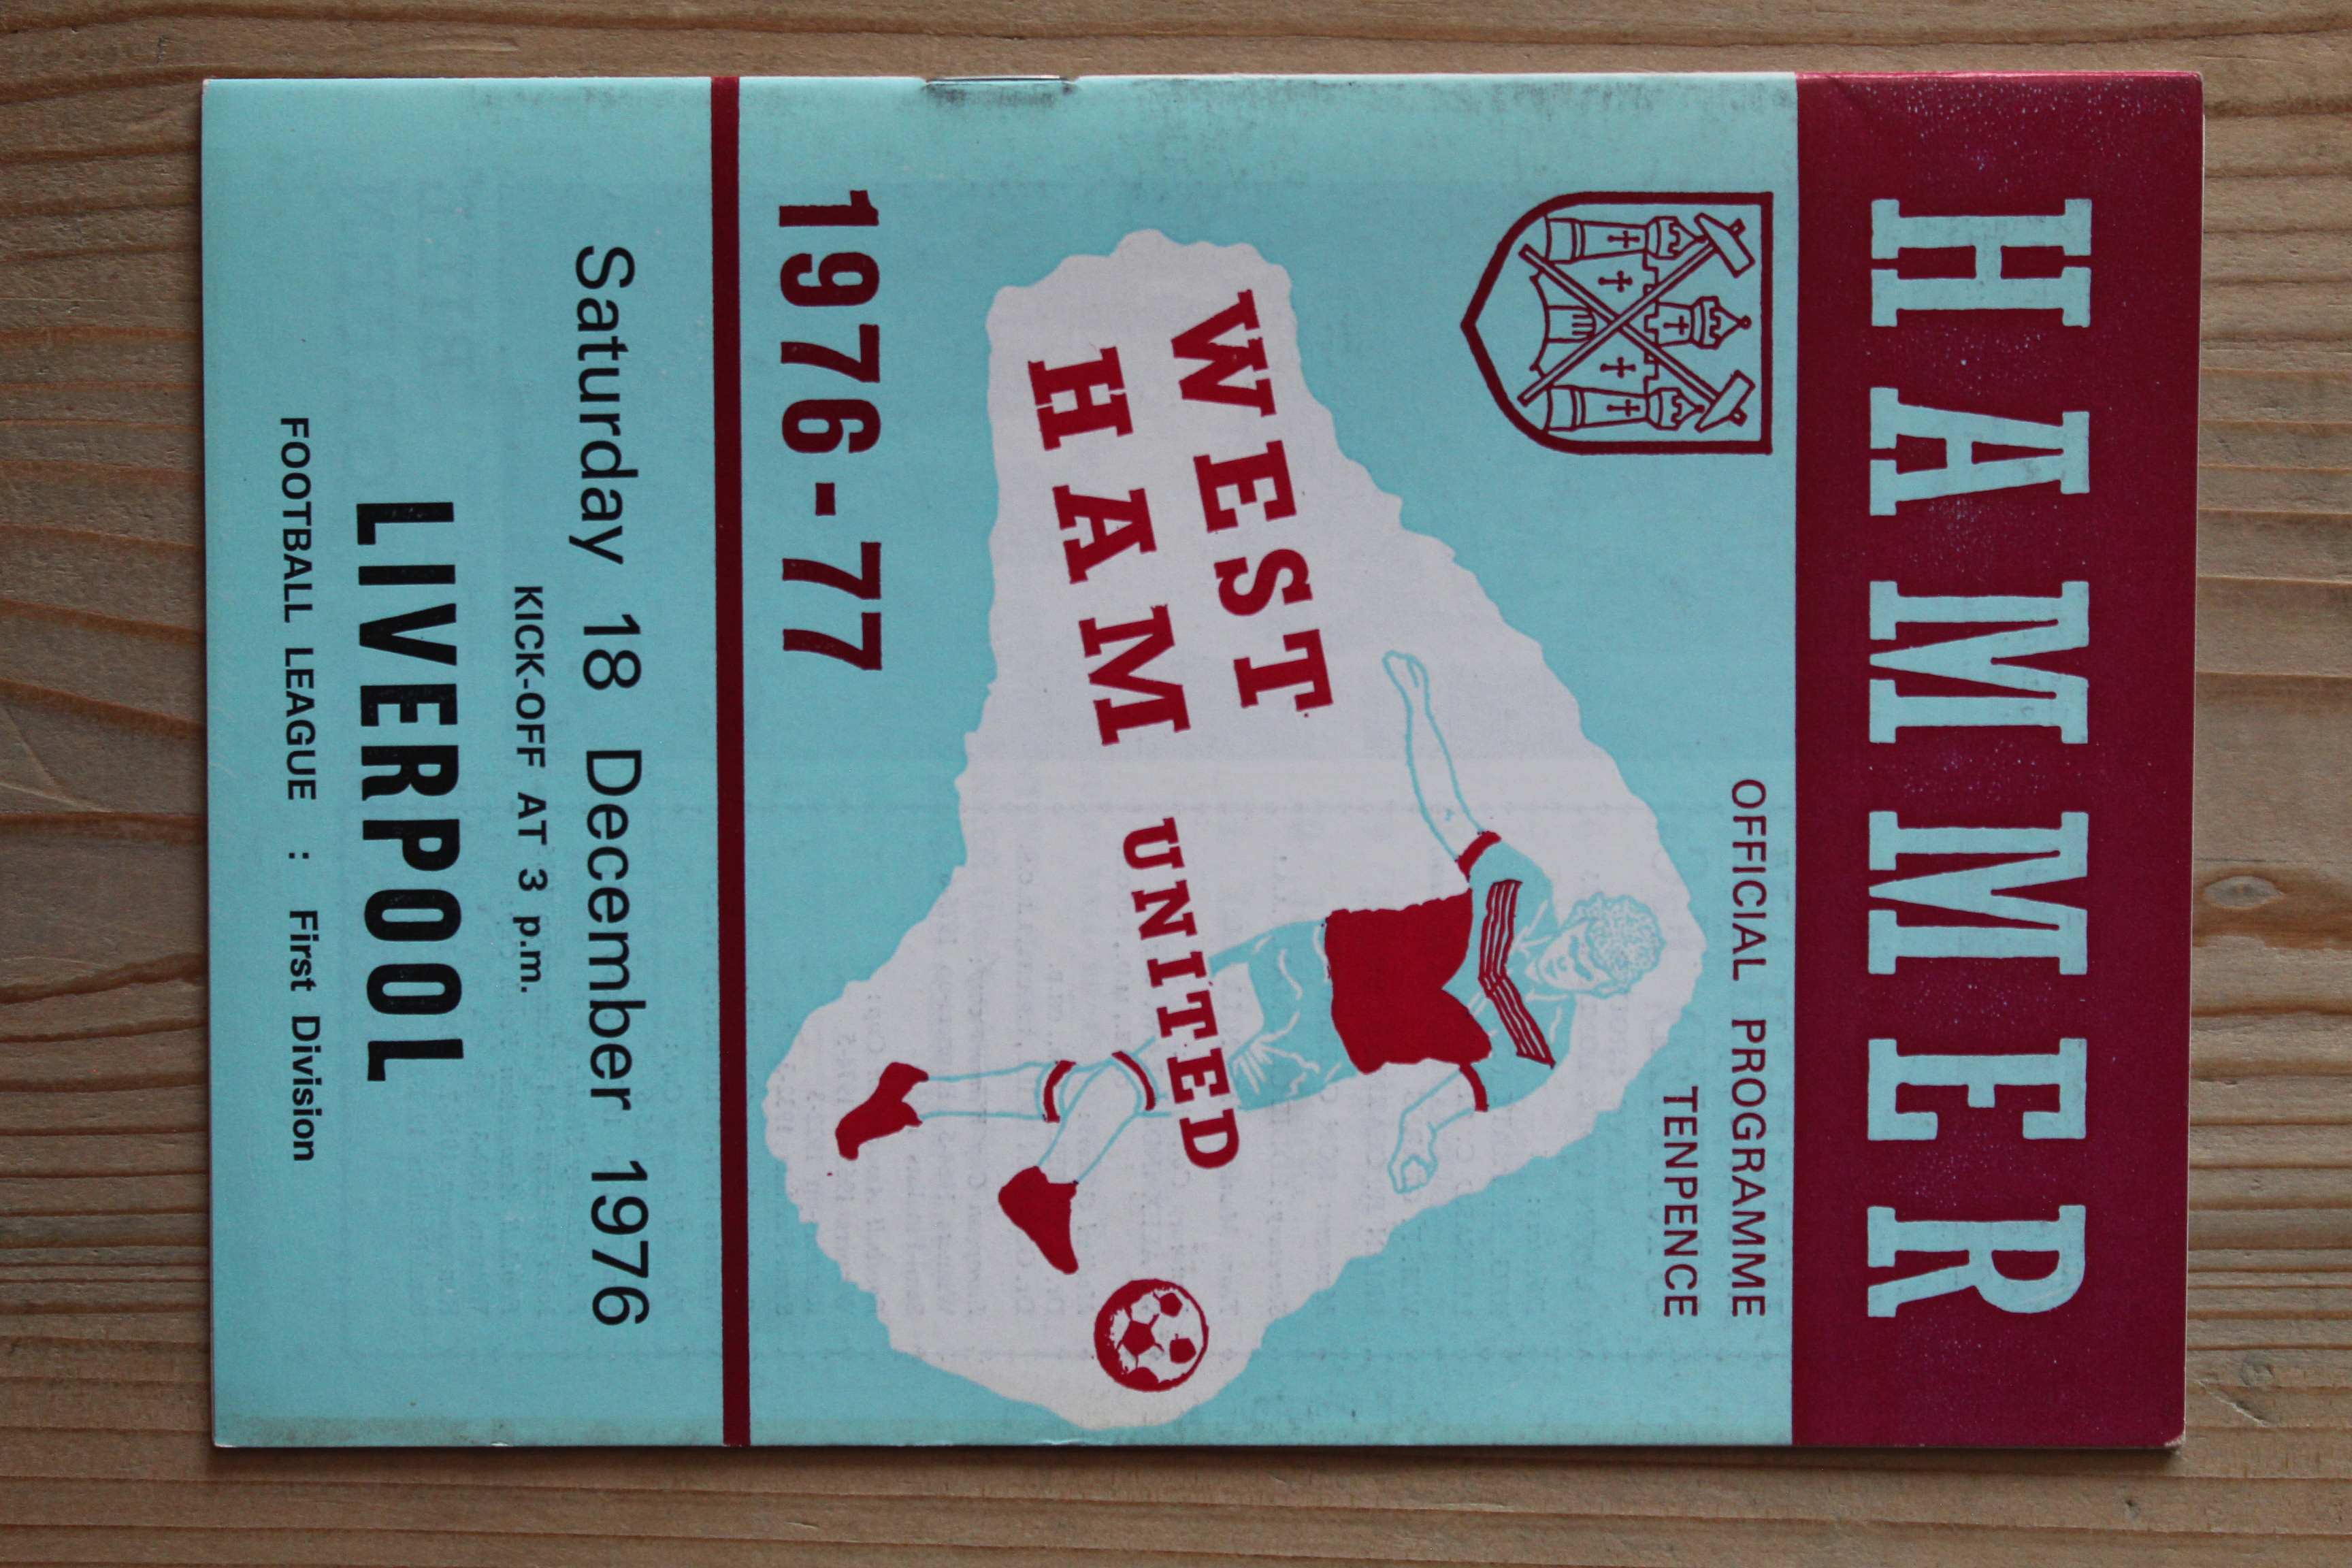 HAMMER
OFFICIAL PROGRAMME
TENPENCE
WEST
HAM
UNITED
1976-77
Saturday 18 December 1976
KICK-OFF AT 3 p.m.
LIVERPOOL
FOOTBALL LEAGUE : First Division